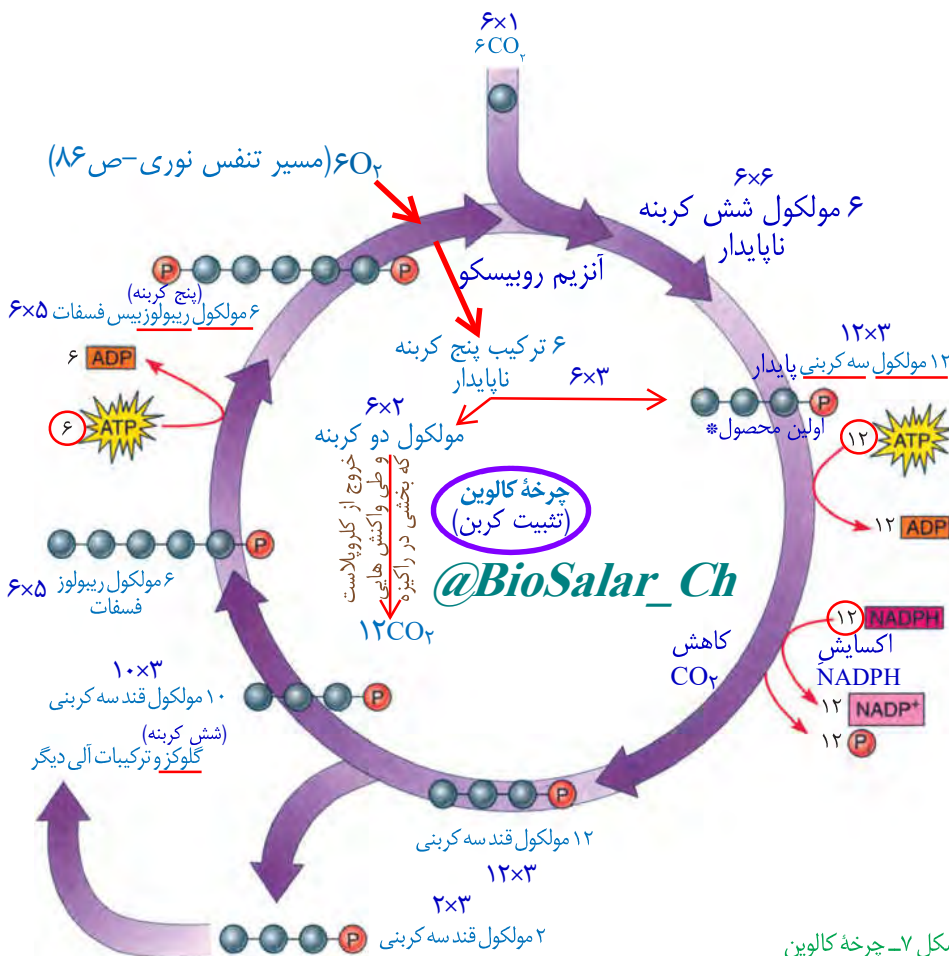 ۶×۱
۶CO₂
۶O₂(مسیر تنفس نوری-ص۸۶)
۶×۶
۶ مولکول شش کربنه
ناپایدار
آنزیم روبیسکو
P
P
(پنج کربنه)
۶ مولکول ریبولوزبیس فسفات ۶×۵
۶ ADP
۶ ATP
۶ ترکیب پنج کربنه
ناپایدار
۶×۳
۶×۲
مولکول دو کربنه
که بخشی در راکیزه
و طی واکنش هایی
خروج از کلروپلاست
۱۲CO₂
۱۲×۳
۱۲ مولکول سه کربنی پایدار
P
اولین محصول*
۱۲ ATP
۱۲ ADP
چرخهٔ کالوین
(تثبیت کربن)
@BioSalar_Ch
P
۶×۵
۶ مولکول ریبولوز
فسفات
کاهش
CO₂
۱۲ NADPH
اکسایشِ
NADPH
۱۲ NADP⁺
۱۲ P
۱۰×۳
۱۰ مولکول قند سه کربنی
P
(شش کربنه)
گلوکز و ترکیبات آلی دیگر
P
۱۲ مولکول قند سه کربنی
۱۲×۳
۲×۳
۲ مولکول قند سه کربنی
P
شکل ۷ـ چرخهٔ کالوین